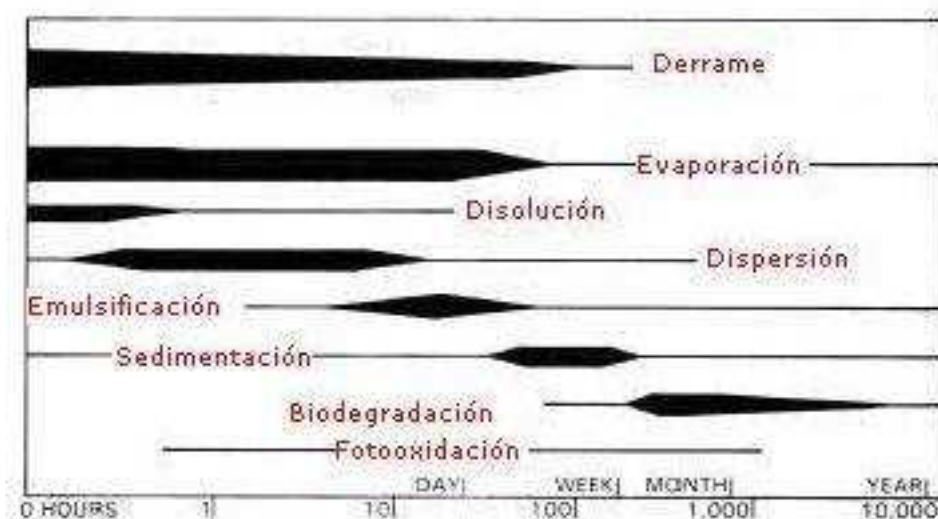 Derrame
Evaporación
Disolución
Dispersión
Emulsificación
Sedimentación
Biodegradación
Fotooxidación
DAY WEEK MONTH YEAR
0 HOURS 1 10 100 1,000 10,000